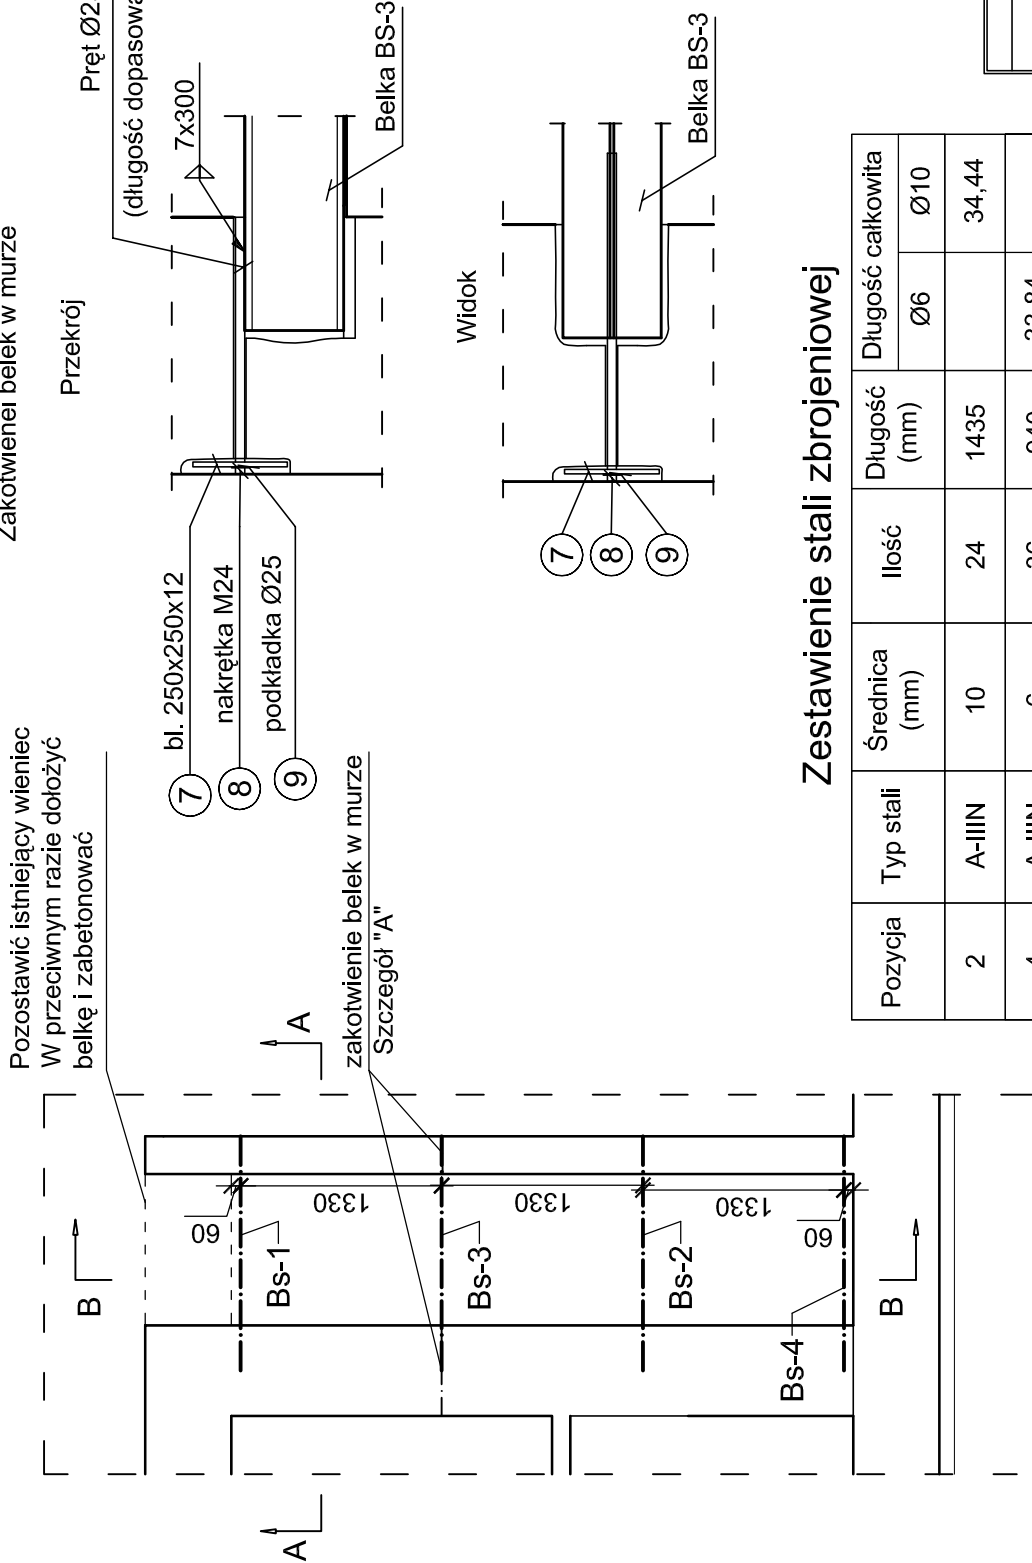 Zakotwienei belek w murze
Przekrój
Pręt Ø2
(długość dopasowa
7x300
Belka BS-3
bl. 250x250x12
nakrętka M24
podkładka Ø25
7
8
9
Widok
Belka BS-3
7
8
9
Pozostawić istniejący wieniec
W przeciwnym razie dołożyć
belkę i zabetonować
zakotwienie belek w murze
Szczegół "A"
A
A
B
B
60
1330
1330
1330
60
Bs-1
Bs-3
Bs-2
Bs-4
Zestawienie stali zbrojeniowej
Pozycja Typ stali Średnica (mm) Ilość Długość (mm) Długość całkowita
Ø6 Ø10
2 A-IIIN 10 24 1435 34,44